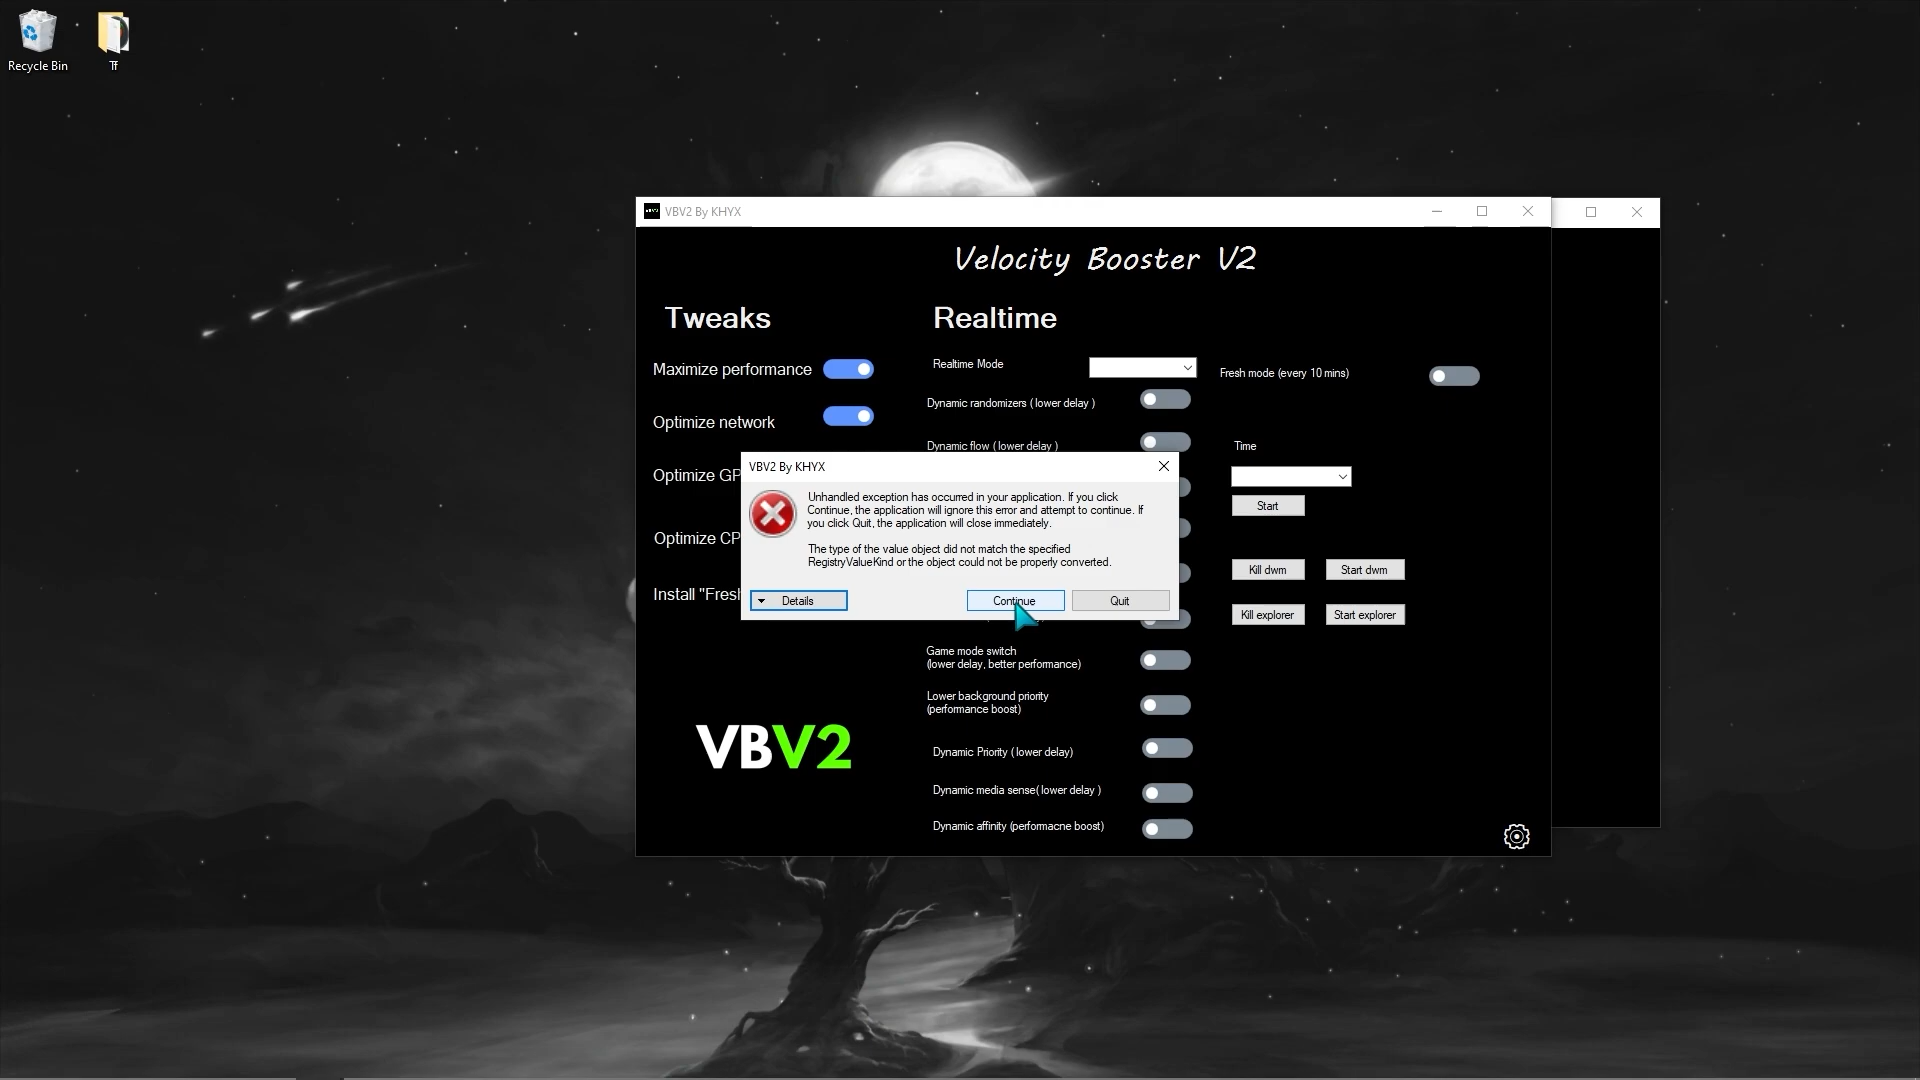 Recycle Bin
Tf
VBV2 By KHYX
Velocity Booster V2
Tweaks
Realtime
Maximize performance
Realtime Mode
Fresh mode (every 10 mins)
Dynamic randomizers ( lower delay )
Optimize network
Dynamic flow ( lower delay )
Time
Optimize GP
Start
Optimize CP
Install "Fresh
VBV2 By KHYX
Unhandled exception has occurred in your application. If you click
Continue, the application will ignore this error and attempt to continue. If
you click Quit, the application will close immediately.
The type of the value object did not match the specified
RegistryValueKind or the object could not be properly converted.
Details
Continue
Quit
Kill dwm
Start dwm
Kill explorer
Start explorer
Game mode switch
(lower delay, better performance)
Lower background priority
(performance boost)
Dynamic Priority ( lower delay)
Dynamic media sense( lower delay )
Dynamic affinity (performacne boost)
VBV2